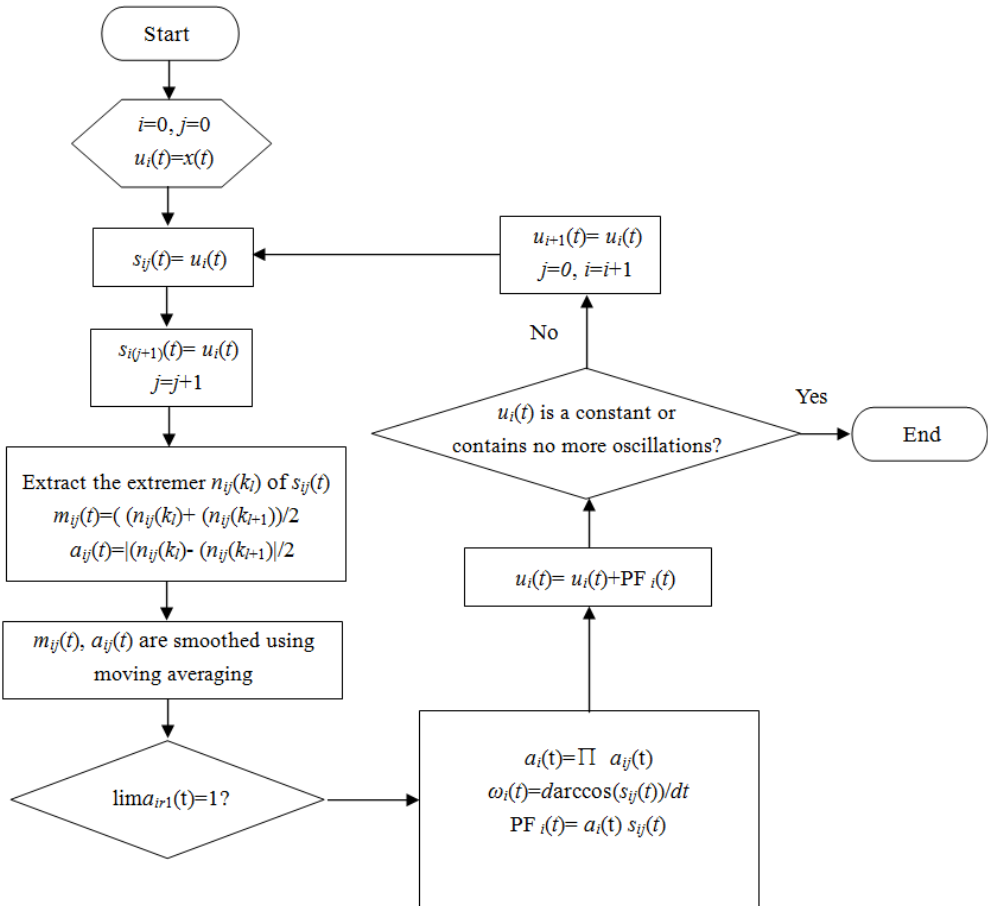 Start
i=0, j=0
uᵢ(t)=x(t)
sᵢⱼ(t)= uᵢ(t)
sᵢ₍ⱼ₊₁₎(t)= uᵢ(t)
j=j+1
Extract the extremer nᵢⱼ(kₗ) of sᵢⱼ(t)
mᵢⱼ(t)=( (nᵢⱼ(kₗ)+ (nᵢⱼ(kₗ₊₁))/2
aᵢⱼ(t)=|(nᵢⱼ(kₗ)- (nᵢⱼ(kₗ₊₁)|/2
mᵢⱼ(t), aᵢⱼ(t) are smoothed using
moving averaging
limaᵢᵣ₁(t)=1?
aᵢ(t)=∏ aᵢⱼ(t)
ωᵢ(t)=darccos(sᵢⱼ(t))/dt
PF ᵢ(t)= aᵢ(t) sᵢⱼ(t)
uᵢ(t)= uᵢ(t)+PF ᵢ(t)
uᵢ(t) is a constant or
contains no more oscillations?
No
Yes
uᵢ₊₁(t)= uᵢ(t)
j=0, i=i+1
End